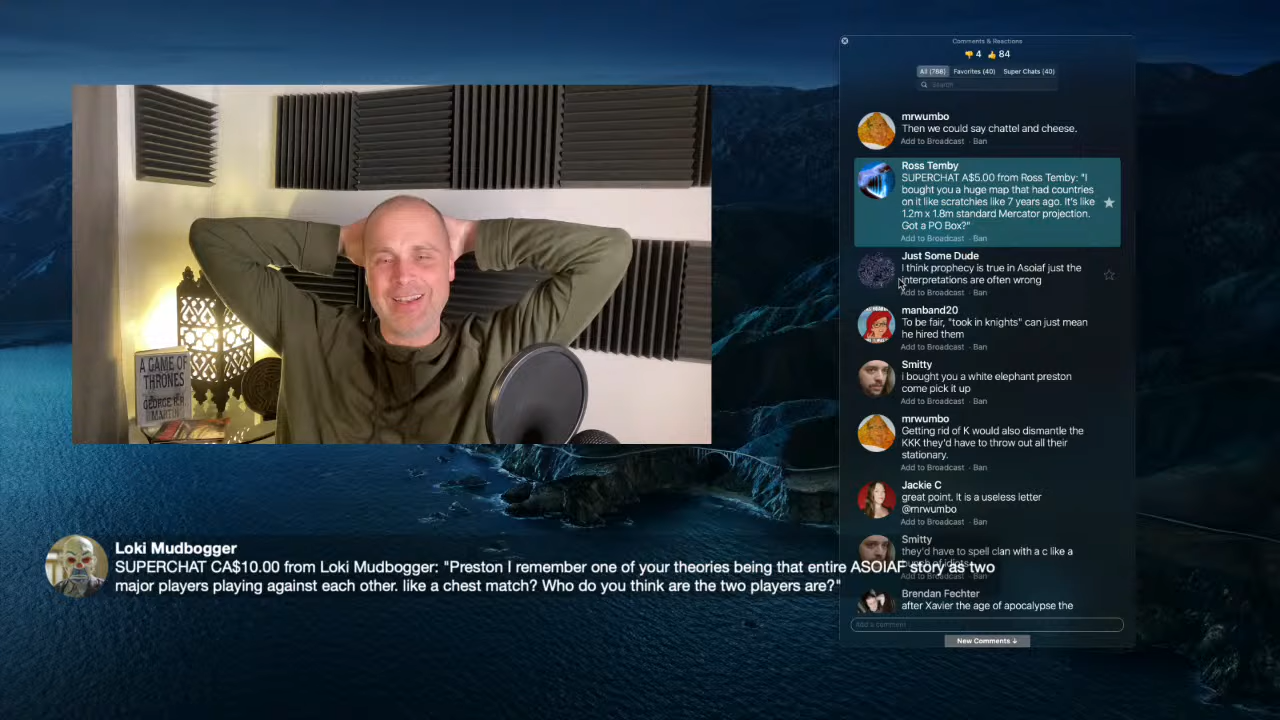 Comments & Reactions
👎 4 👍 84
All (788) Favorites (40) Super Chats (40)
Search
mrwumbo
Then we could say chattel and cheese.
Add to Broadcast · Ban
Ross Temby
SUPERCHAT A$5.00 from Ross Temby: "I
bought you a huge map that had countries
on it like scratchies like 7 years ago. It's like
1.2m x 1.8m standard Mercator projection.
Got a PO Box?"
Add to Broadcast · Ban
Just Some Dude
I think prophecy is true in Asoiaf just the
interpretations are often wrong
Add to Broadcast · Ban
manband20
To be fair, "took in knights" can just mean
he hired them
Add to Broadcast · Ban
Smitty
i bought you a white elephant preston
come pick it up
Add to Broadcast · Ban
mrwumbo
Getting rid of K would also dismantle the
KKK they'd have to throw out all their
stationary.
Add to Broadcast · Ban
Jackie C
great point. It is a useless letter
@mrwumbo
Add to Broadcast · Ban
Smitty
they'd have to spell clan with a c like a
Add to Broadcast · Ban
Brendan Fechter
after Xavier the age of apocalypse the
Add a comment
New Comments ↓
A GAME OF
THRONES
GEORGE R.R.
MARTIN
Loki Mudbogger
SUPERCHAT CA$10.00 from Loki Mudbogger: "Preston I remember one of your theories being that entire ASOIAF story as two
major players playing against each other. like a chest match? Who do you think are the two players are?"